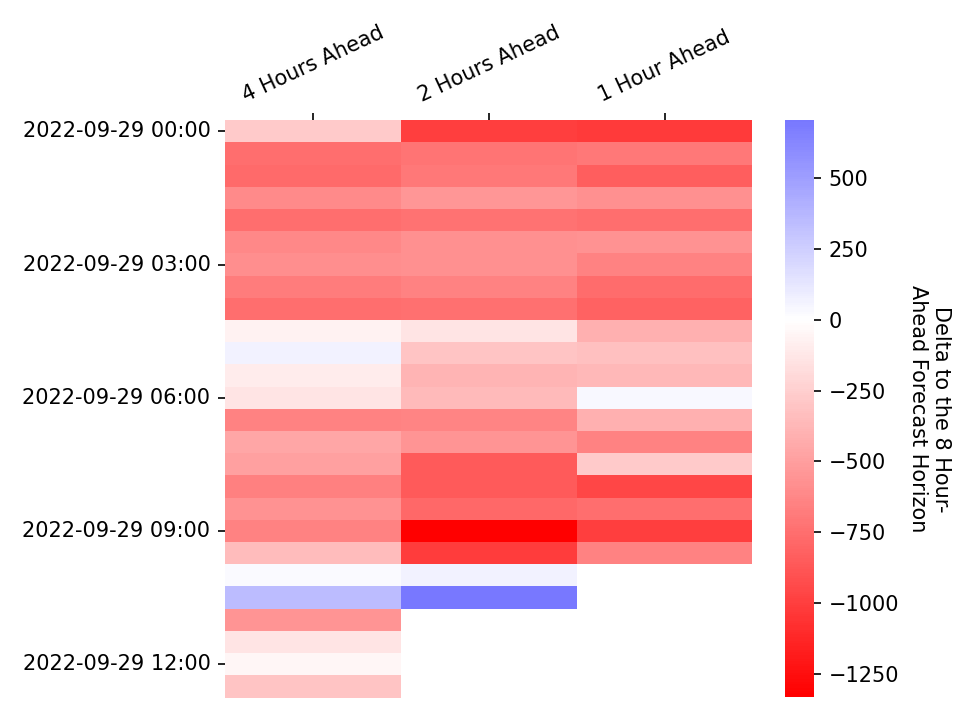 4 Hours Ahead
2 Hours Ahead
1 Hour Ahead
2022-09-29 00:00
2022-09-29 03:00
2022-09-29 06:00
2022-09-29 09:00
2022-09-29 12:00
500
250
0
−250
−500
−750
−1000
−1250
Delta to the 8 Hour-
Ahead Forecast Horizon